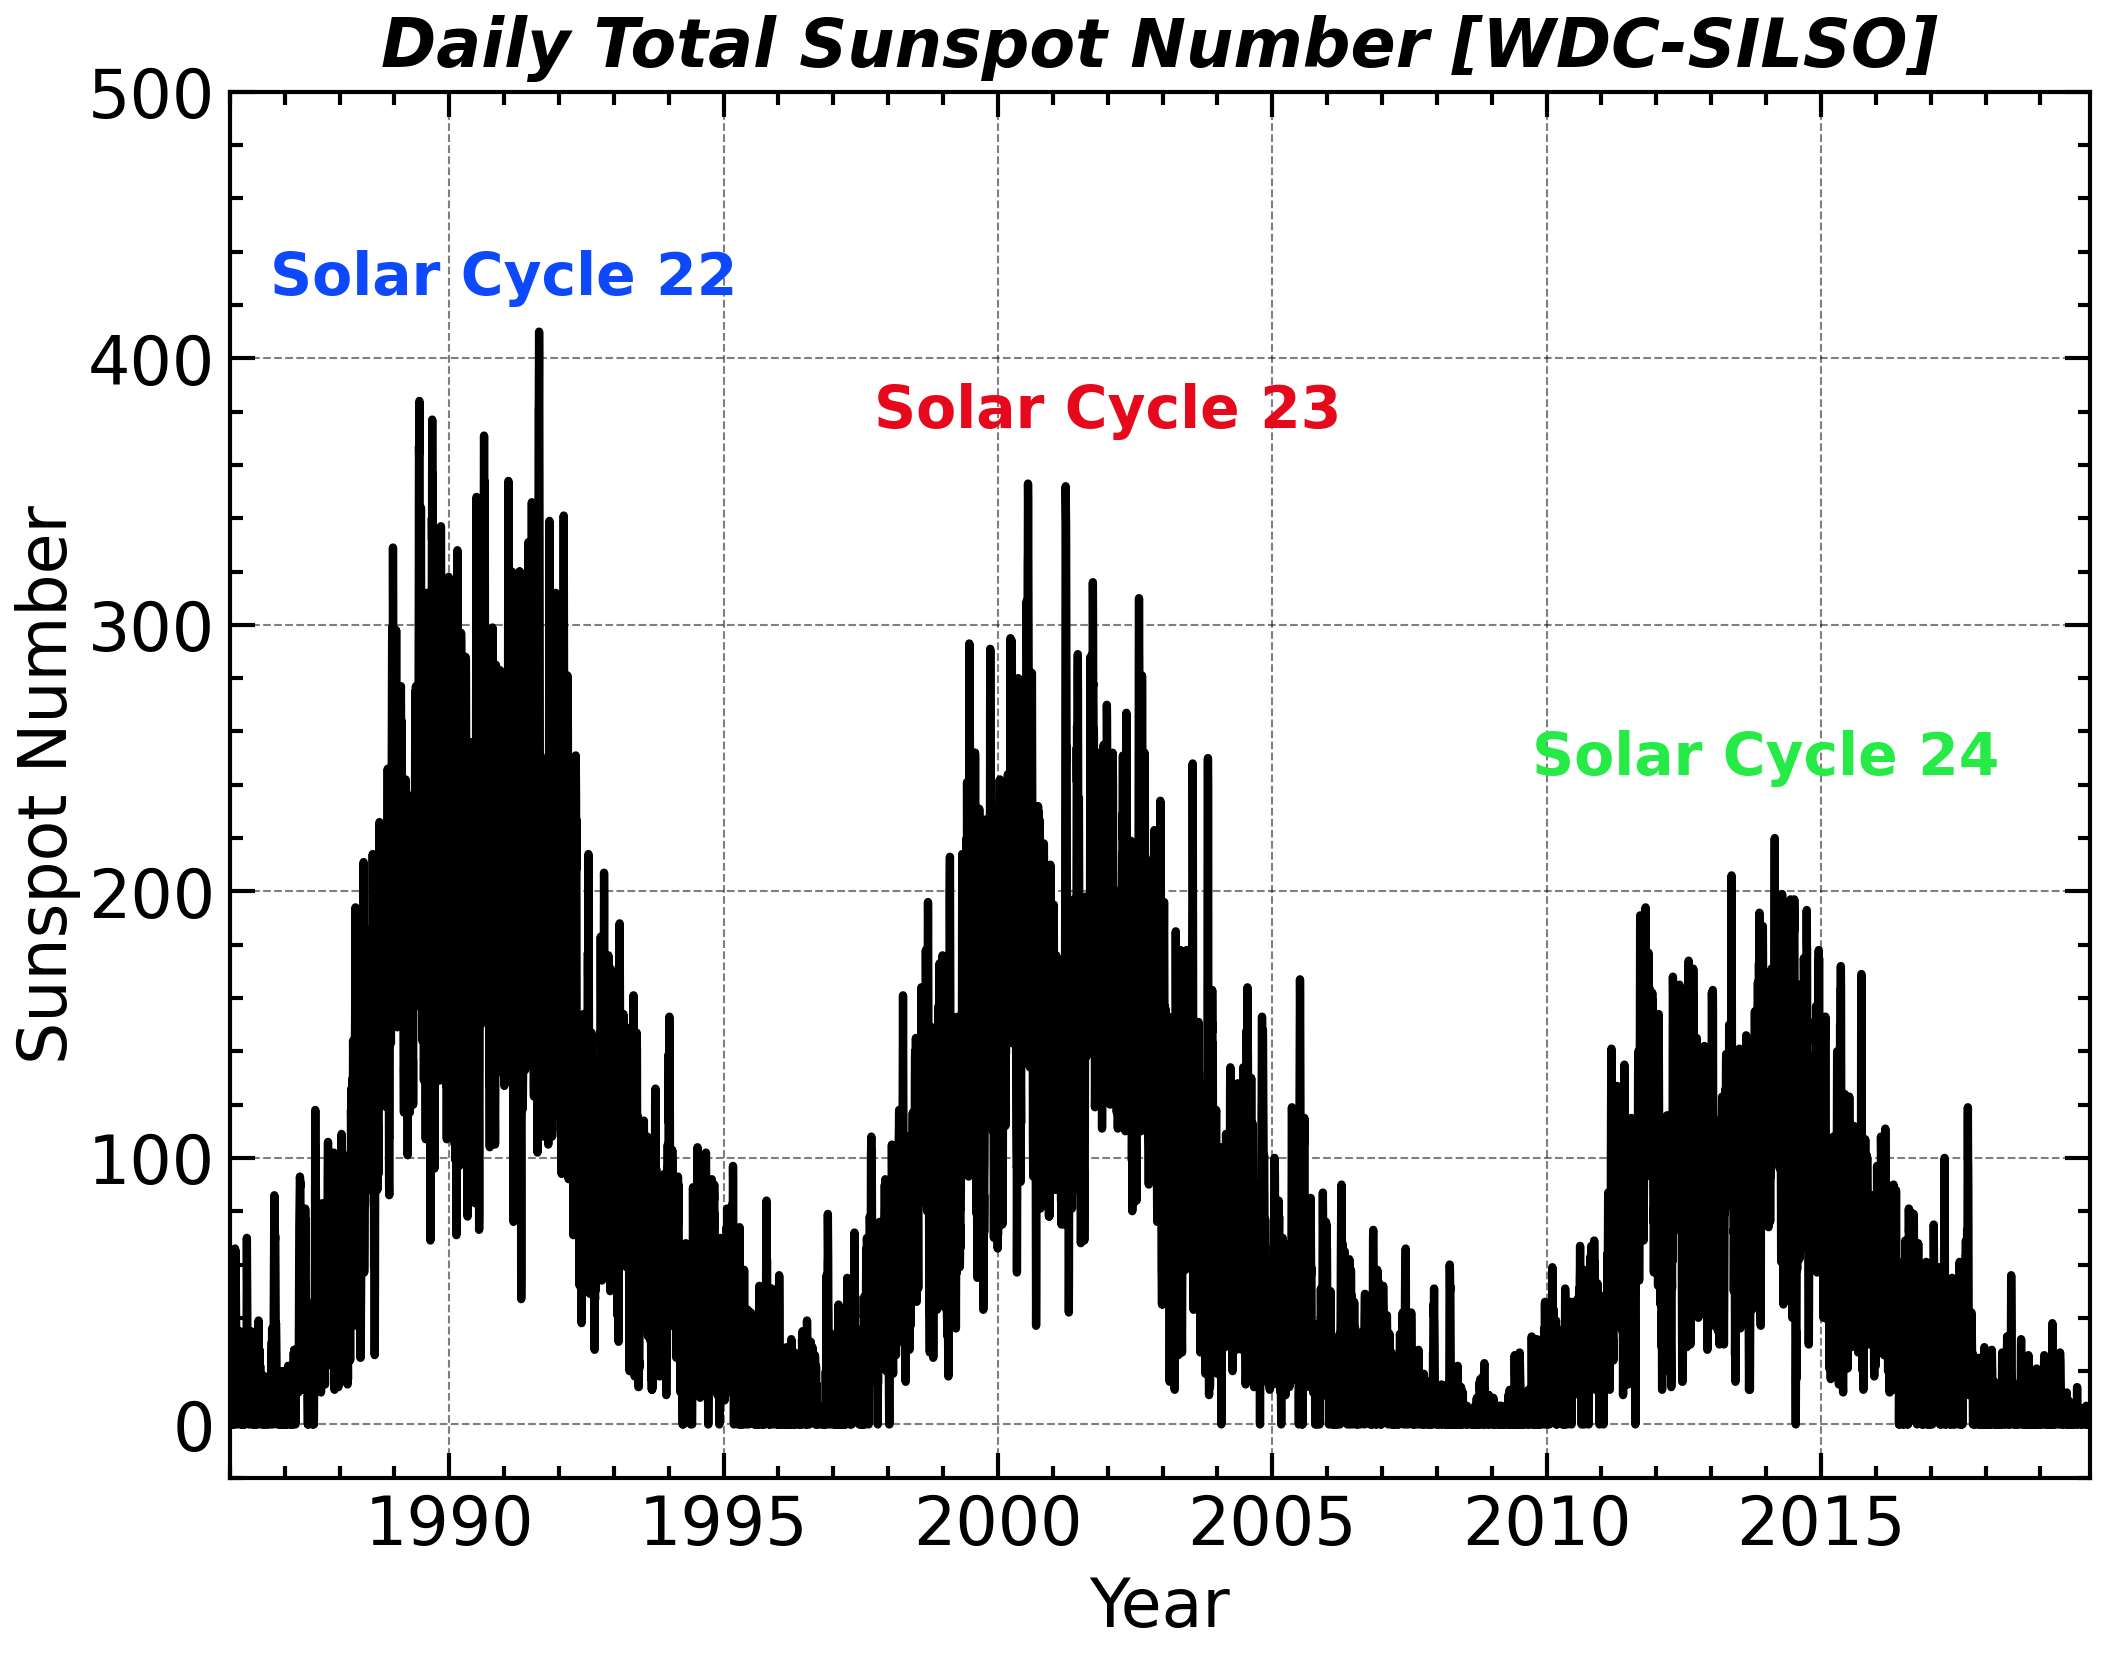 Daily Total Sunspot Number [WDC-SILSO]
500
400
300
200
100
0
Sunspot Number
Solar Cycle 22
Solar Cycle 23
Solar Cycle 24
1990 1995 2000 2005 2010 2015
Year